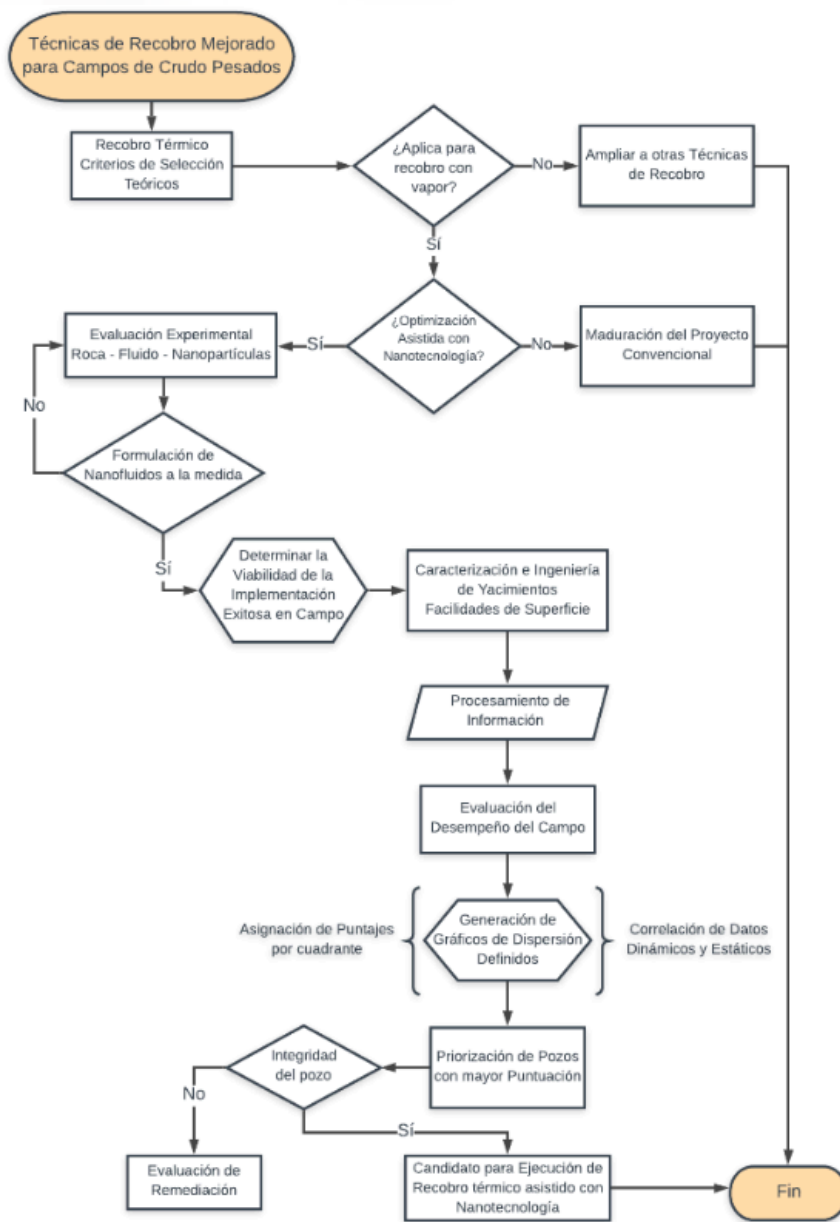 Técnicas de Recobro Mejorado
para Campos de Crudo Pesados
Recobro Térmico
Criterios de Selección
Teóricos
¿Aplica para
recobro con
vapor?
No
Ampliar a otras Técnicas
de Recobro
Sí
¿Optimización
Asistida con
Nanotecnología?
No
Maduración del Proyecto
Convencional
Sí
Evaluación Experimental
Roca - Fluido - Nanopartículas
No
Formulación de
Nanofluidos a la medida
Sí
Determinar la
Viabilidad de la
Implementación
Exitosa en Campo
Caracterización e Ingeniería
de Yacimientos
Facilidades de Superficie
Procesamiento de
Información
Evaluación del
Desempeño del Campo
Asignación de Puntajes
por cuadrante
Generación de
Gráficos de Dispersión
Definidos
Correlación de Datos
Dinámicos y Estáticos
Priorización de Pozos
con mayor Puntuación
Integridad
del pozo
No
Sí
Evaluación de
Remediación
Candidato para Ejecución de
Recobro térmico asistido con
Nanotecnología
Fin